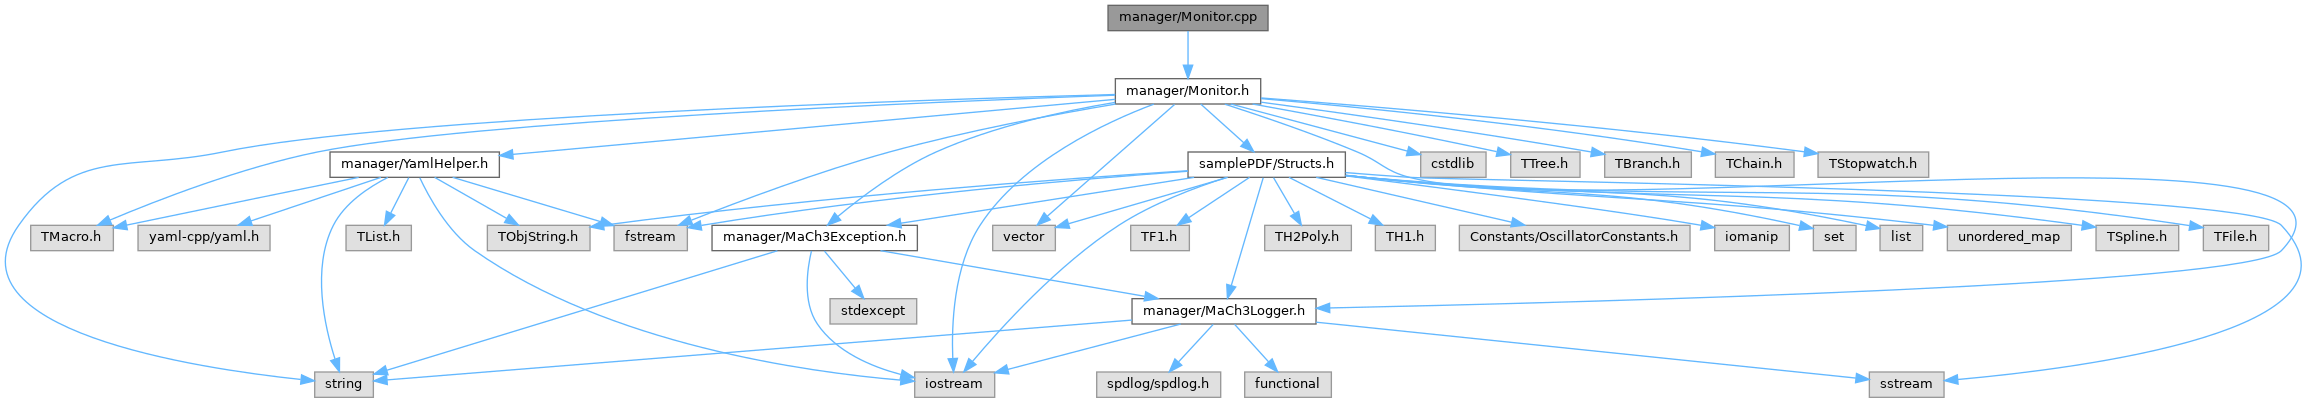 manager/Monitor.cpp
manager/Monitor.h
manager/YamlHelper.h
samplePDF/Structs.h
cstdlib
TTree.h
TBranch.h
TChain.h
TStopwatch.h
TMacro.h
yaml-cpp/yaml.h
TList.h
TObjString.h
fstream
manager/MaCh3Exception.h
vector
TF1.h
TH2Poly.h
TH1.h
Constants/OscillatorConstants.h
iomanip
set
list
unordered_map
TSpline.h
TFile.h
stdexcept
manager/MaCh3Logger.h
string
iostream
spdlog/spdlog.h
functional
sstream